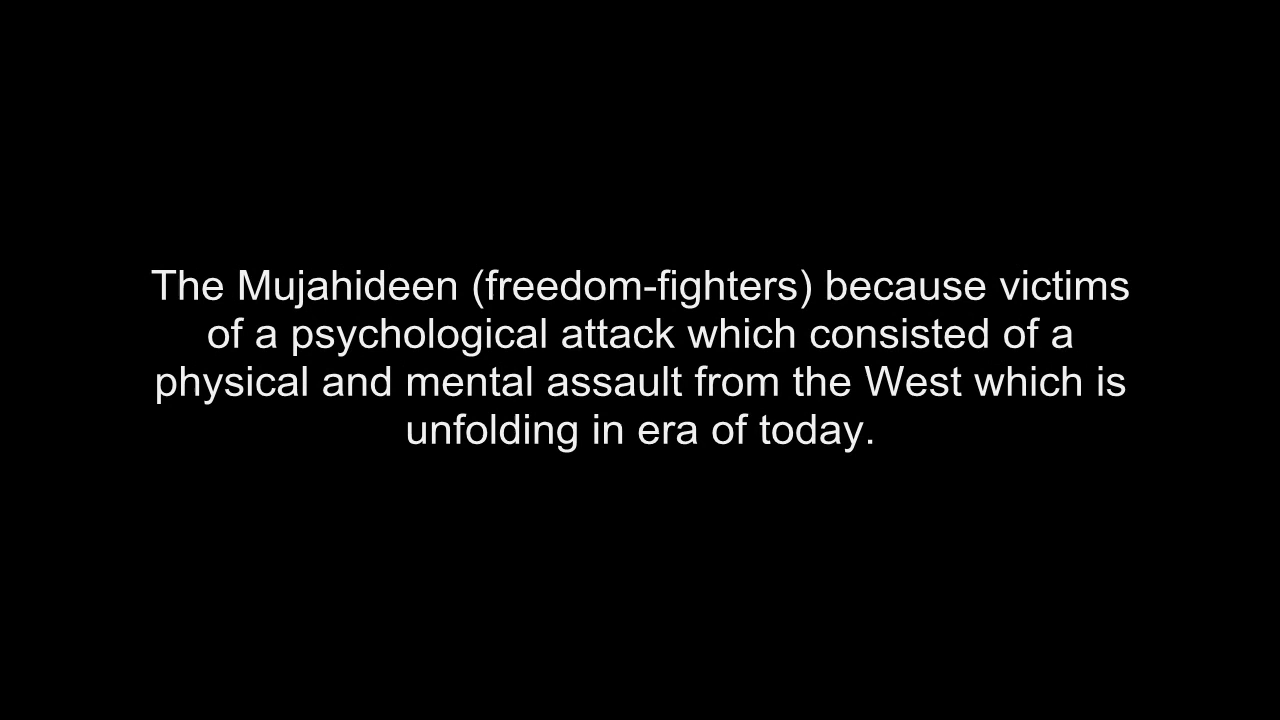 The Mujahideen (freedom-fighters) because victims
of a psychological attack which consisted of a
physical and mental assault from the West which is
unfolding in era of today.